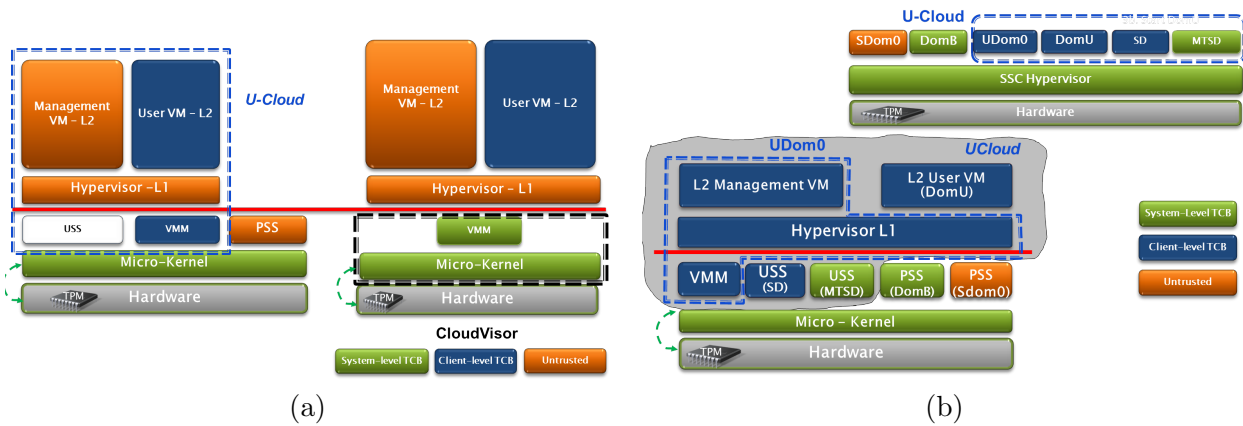 Management
VM – L2
User VM – L2
U-Cloud
Hypervisor –L1
USS
VMM
PSS
Micro-Kernel
TPM
Hardware
Management
VM – L2
User VM – L2
Hypervisor –L1
VMM
Micro-Kernel
TPM
Hardware
CloudVisor
System-level TCB
Client-level TCB
Untrusted
(a)
U-Cloud
SDom0
DomB
UDom0
DomU
SD
MTSD
SSC Hypervisor
TPM
Hardware
UDom0
UCloud
L2 Management VM
L2 User VM
(DomU)
Hypervisor L1
VMM
USS
(SD)
USS
(MTSD)
PSS
(DomB)
PSS
(Sdom0)
Micro – Kernel
TPM
Hardware
System-Level TCB
Client-level TCB
Untrusted
(b)